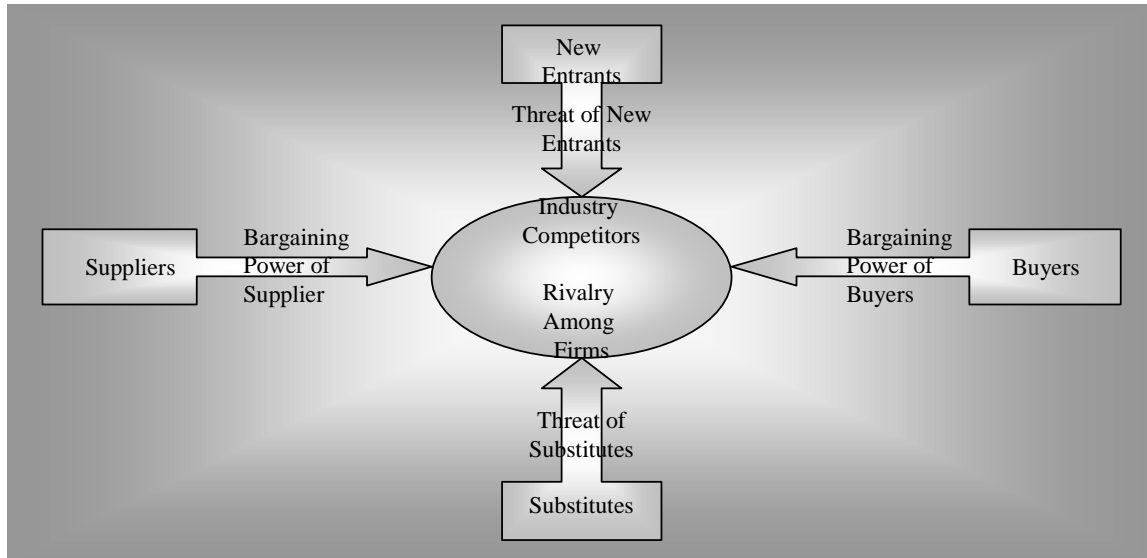 New
Entrants
Threat of New
Entrants
Industry
Competitors
Rivalry
Among
Firms
Suppliers
Bargaining
Power of
Supplier
Bargaining
Power of
Buyers
Buyers
Threat of
Substitutes
Substitutes